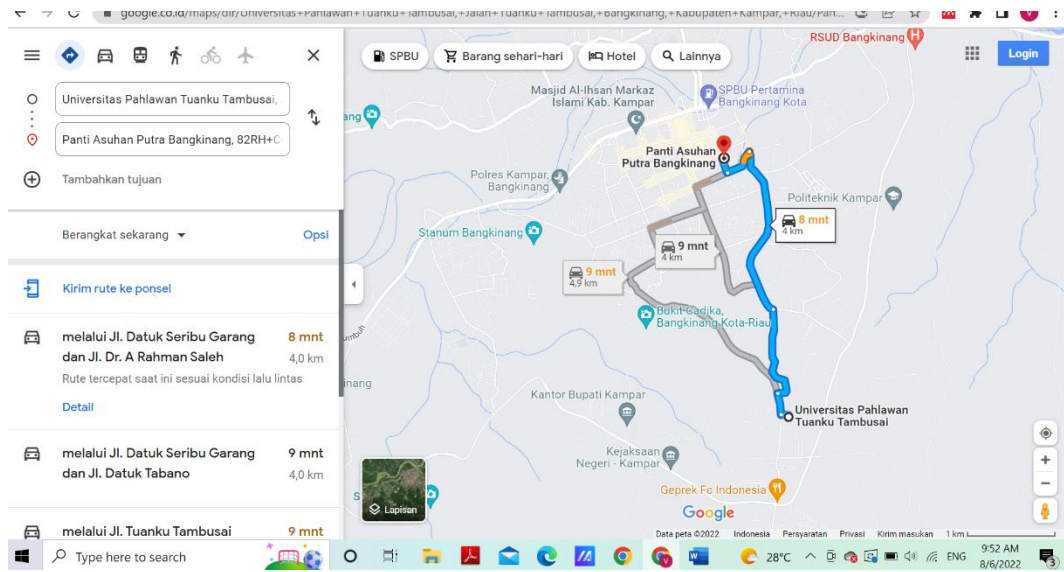 google.co.id/maps/dir/Universitas+Pahlawan+Tuanku+Tambusai,+Jalan+Tuanku+Tambusai,+Bangkinang,+Kabupaten+Kampar,+Riau/Pan...
Universitas Pahlawan Tuanku Tambusai,
Panti Asuhan Putra Bangkinang, 82RH+C
Tambahkan tujuan
Berangkat sekarang
Opsi
Kirim rute ke ponsel
melalui Jl. Datuk Seribu Garang
8 mnt
dan Jl. Dr. A Rahman Saleh
4,0 km
Rute tercepat saat ini sesuai kondisi lalu lintas
Detail
melalui Jl. Datuk Seribu Garang
9 mnt
dan Jl. Datuk Tabano
4,0 km
melalui Jl. Tuanku Tambusai
9 mnt
SPBU
Barang sehari-hari
Hotel
Lainnya
RSUD Bangkinang
Login
Masjid Al-Ihsan Markaz
Islami Kab. Kampar
SPBU Pertamina
Bangkinang Kota
ang
Panti Asuhan
Putra Bangkinang
Polres Kampar,
Bangkinang
Politeknik Kampar
8 mnt
4 km
Stanum Bangkinang
9 mnt
4 km
9 mnt
4,9 km
Bukit Cadika,
Bangkinang-Kota-Riau
inang
Kantor Bupati Kampar
Universitas Pahlawan
Tuanku Tambusai
Kejaksaan
Negeri - Kampar
Geprek Fc Indonesia
Lapisan
Google
Data peta ©2022 Indonesia Persyaratan Privasi Kirim masukan 1 km
Type here to search
28°C
ENG
9:52 AM
8/6/2022
3